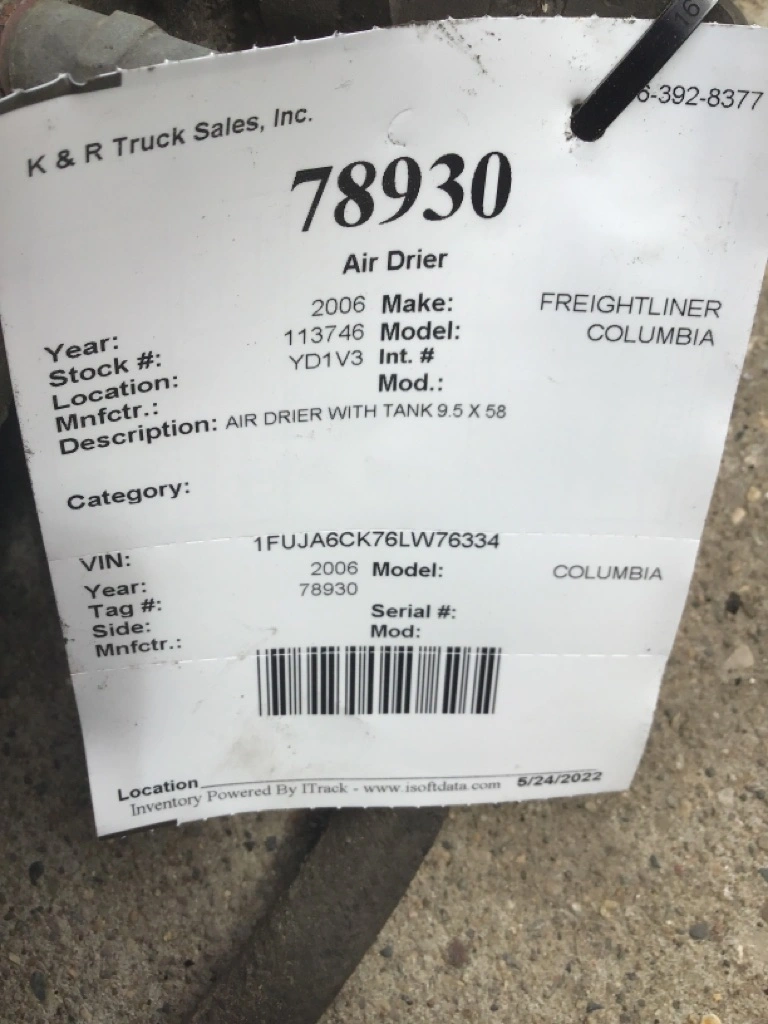 16
6-392-8377
K & R Truck Sales, Inc.
78930
Air Drier
Year: 2006 Make: FREIGHTLINER
Stock #: 113746 Model: COLUMBIA
Location: YD1V3 Int. #
Mnfctr.: Mod.:
Description: AIR DRIER WITH TANK 9.5 X 58
Category:
VIN: 1FUJA6CK76LW76334
Year: 2006 Model: COLUMBIA
Tag #: 78930
Side: Serial #:
Mnfctr.: Mod:
Location
Inventory Powered By ITrack - www.isoftdata.com 5/24/2022